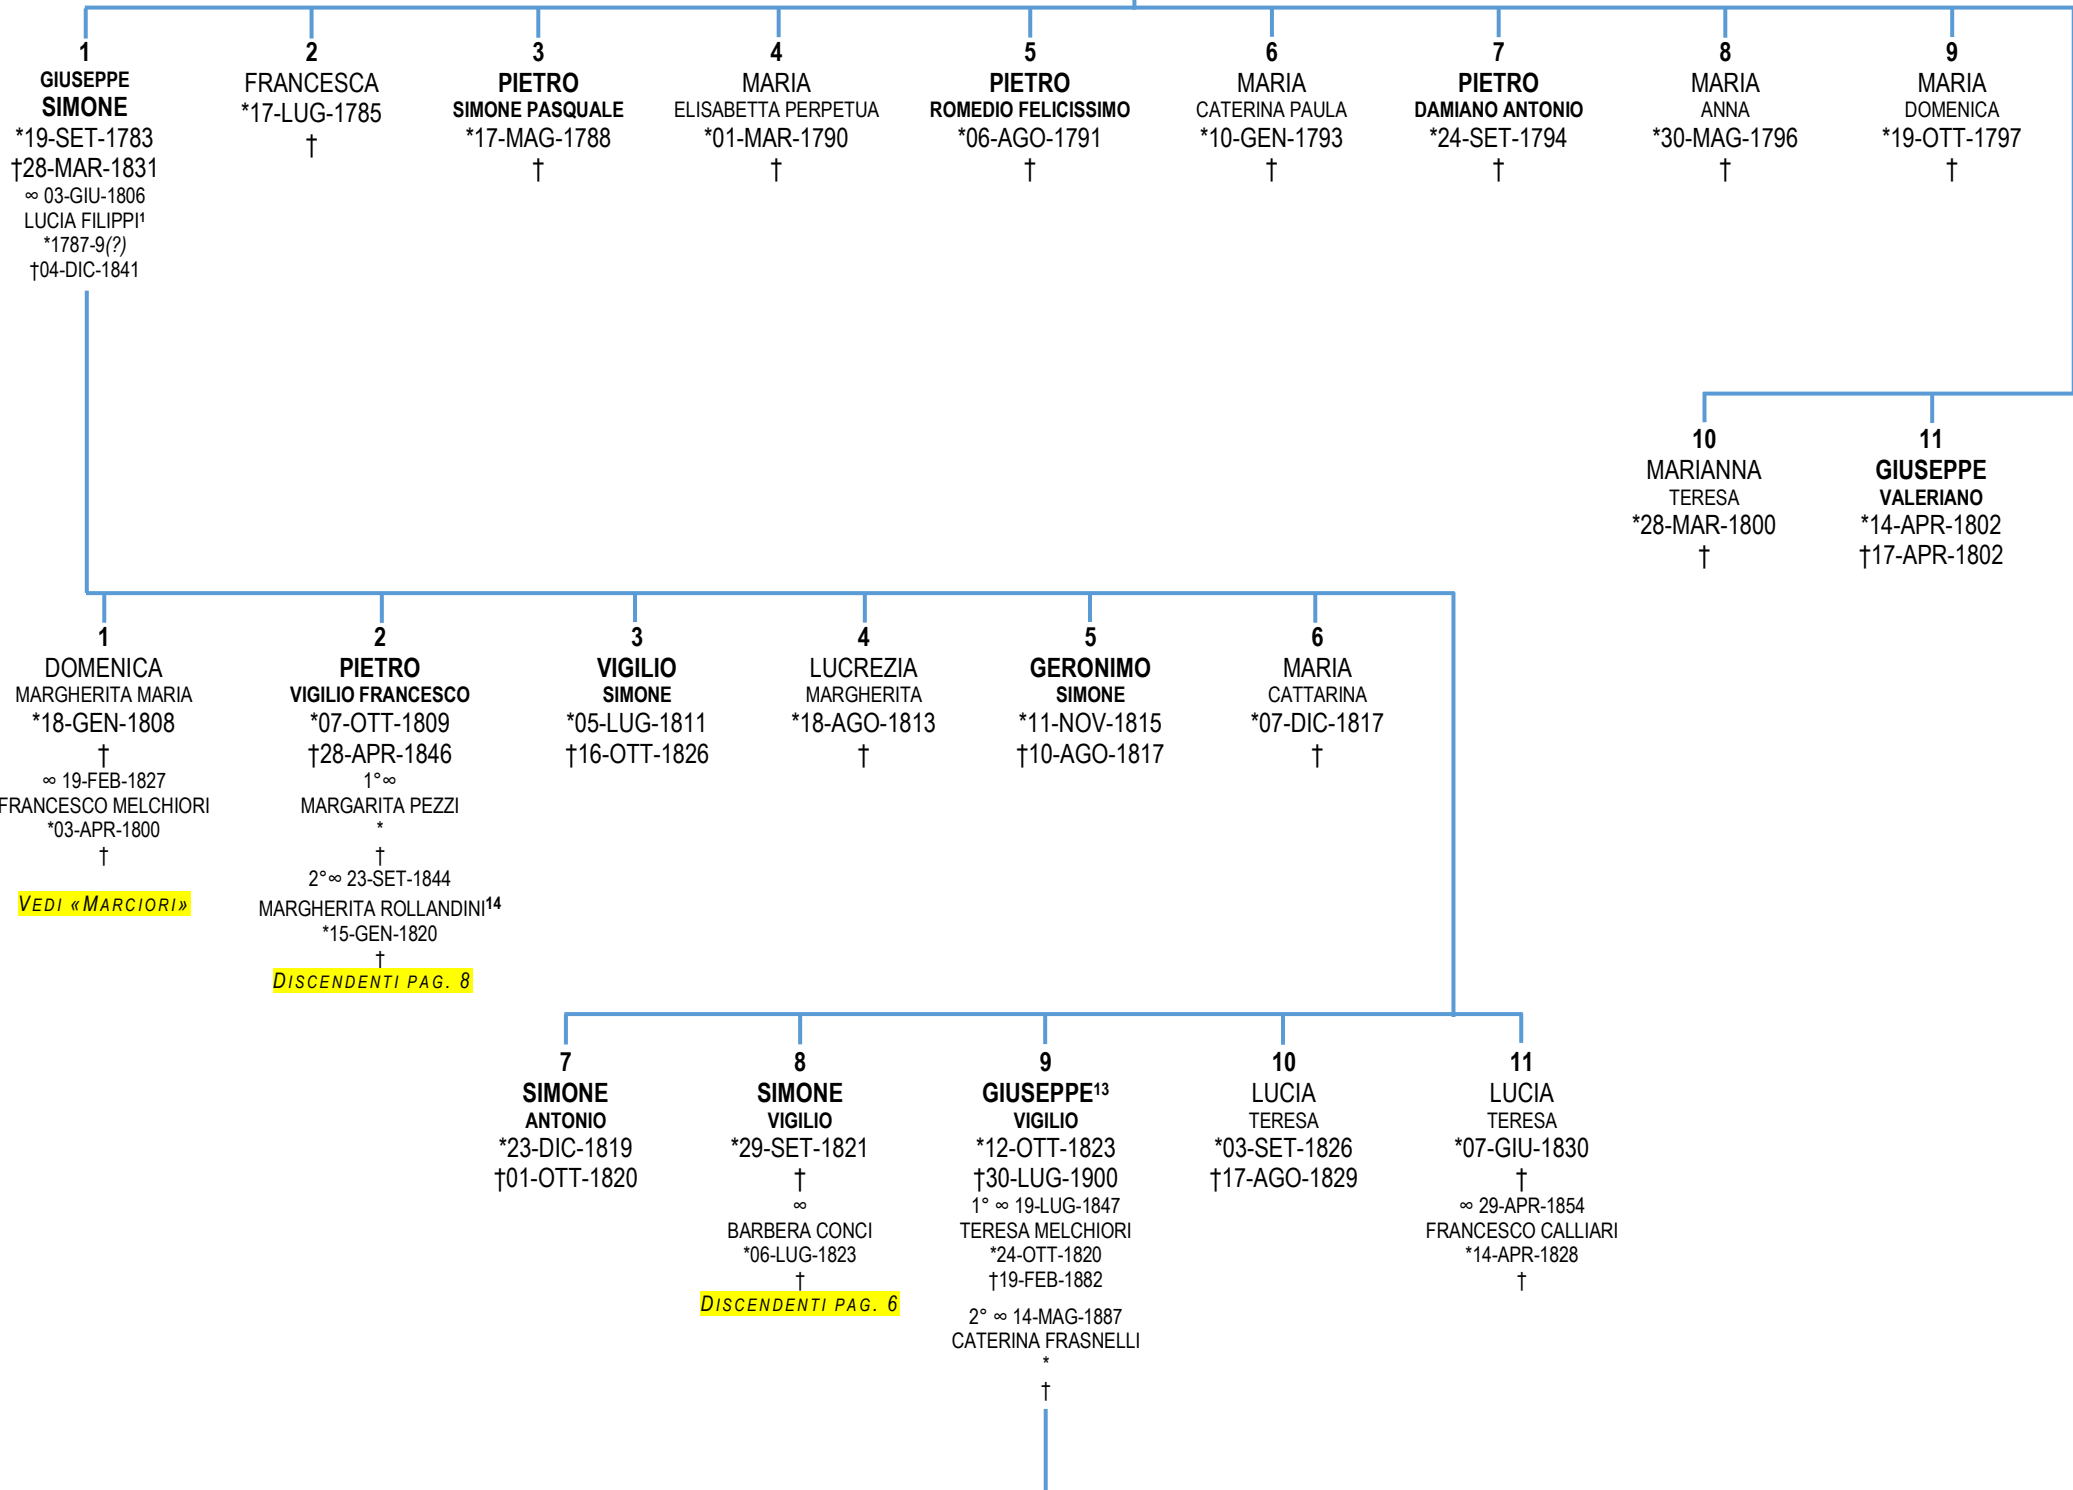 1
GIUSEPPE
SIMONE
*19-SET-1783
†28-MAR-1831
∞ 03-GIU-1806
LUCIA FILIPPI¹
*1787-9(?)
†04-DIC-1841
2
FRANCESCA
*17-LUG-1785
†
3
PIETRO
SIMONE PASQUALE
*17-MAG-1788
†
4
MARIA
ELISABETTA PERPETUA
*01-MAR-1790
†
5
PIETRO
ROMEDIO FELICISSIMO
*06-AGO-1791
†
6
MARIA
CATERINA PAULA
*10-GEN-1793
†
7
PIETRO
DAMIANO ANTONIO
*24-SET-1794
†
8
MARIA
ANNA
*30-MAG-1796
†
9
MARIA
DOMENICA
*19-OTT-1797
†
10
MARIANNA
TERESA
*28-MAR-1800
†
11
GIUSEPPE
VALERIANO
*14-APR-1802
†17-APR-1802
1
DOMENICA
MARGHERITA MARIA
*18-GEN-1808
†
∞ 19-FEB-1827
FRANCESCO MELCHIORI
*03-APR-1800
†
VEDI «MARCIORI»
2
PIETRO
VIGILIO FRANCESCO
*07-OTT-1809
†28-APR-1846
1°∞
MARGARITA PEZZI
*
†
2°∞ 23-SET-1844
MARGHERITA ROLLANDINI¹⁴
*15-GEN-1820
†
DISCENDENTI PAG. 8
3
VIGILIO
SIMONE
*05-LUG-1811
†16-OTT-1826
4
LUCREZIA
MARGHERITA
*18-AGO-1813
†
5
GERONIMO
SIMONE
*11-NOV-1815
†10-AGO-1817
6
MARIA
CATTARINA
*07-DIC-1817
†
7
SIMONE
ANTONIO
*23-DIC-1819
†01-OTT-1820
8
SIMONE
VIGILIO
*29-SET-1821
†
∞
BARBERA CONCI
*06-LUG-1823
†
DISCENDENTI PAG. 6
9
GIUSEPPE¹³
VIGILIO
*12-OTT-1823
†30-LUG-1900
1° ∞ 19-LUG-1847
TERESA MELCHIORI
*24-OTT-1820
†19-FEB-1882
2° ∞ 14-MAG-1887
CATERINA FRASNELLI
*
†
10
LUCIA
TERESA
*03-SET-1826
†17-AGO-1829
11
LUCIA
TERESA
*07-GIU-1830
†
∞ 29-APR-1854
FRANCESCO CALLIARI
*14-APR-1828
†